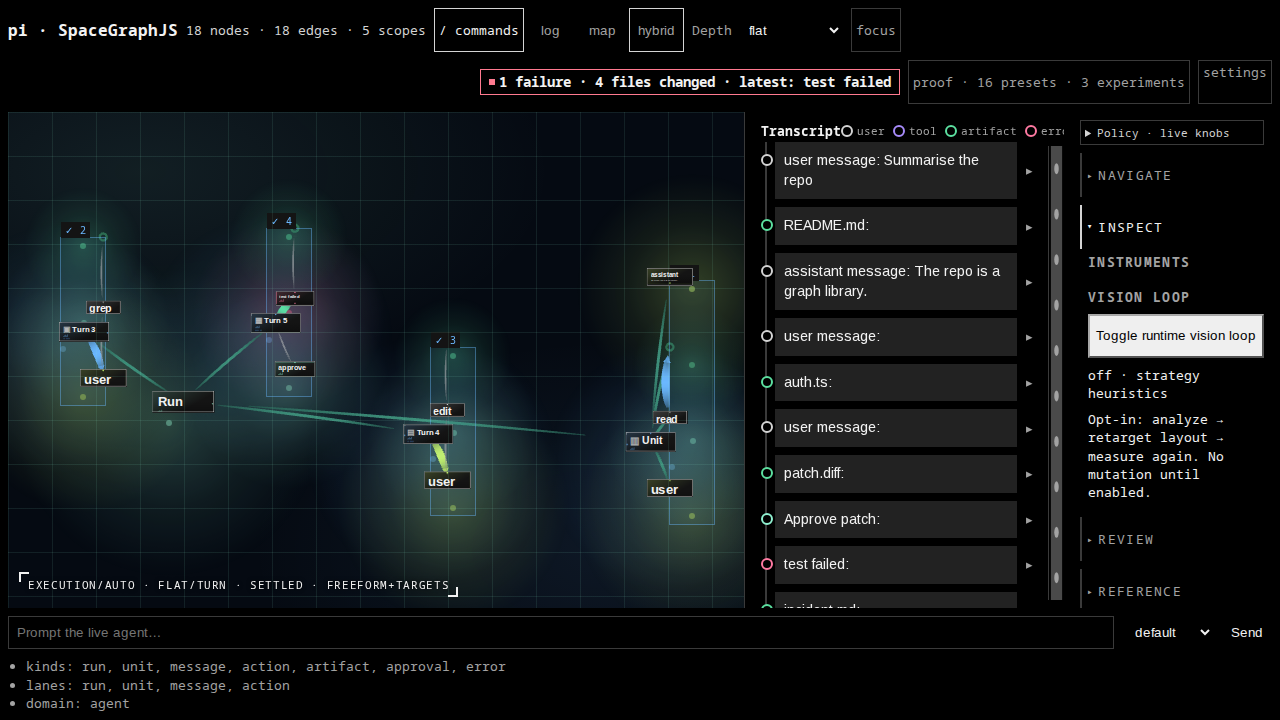 pi · SpaceGraphJS 18 nodes · 18 edges · 5 scopes / commands log map hybrid Depth flat focus
1 failure · 4 files changed · latest: test failed proof · 16 presets · 3 experiments settings
✓ 2
grep
Turn 3
user
Run
✓ 4
test failed
Turn 5
approve
✓ 3
edit
Turn 4
user
assistant
read
Unit
user
EXECUTION/AUTO · FLAT/TURN · SETTLED · FREEFORM+TARGETS
Transcript user tool artifact erro
user message: Summarise the
repo
README.md:
assistant message: The repo is a
graph library.
user message:
auth.ts:
user message:
patch.diff:
Approve patch:
test failed:
incident.md:
Policy · live knobs
NAVIGATE
INSPECT
INSTRUMENTS
VISION LOOP
Toggle runtime vision loop
off · strategy
heuristics
Opt-in: analyze →
retarget layout →
measure again. No
mutation until
enabled.
REVIEW
REFERENCE
Prompt the live agent… default Send
kinds: run, unit, message, action, artifact, approval, error
lanes: run, unit, message, action
domain: agent